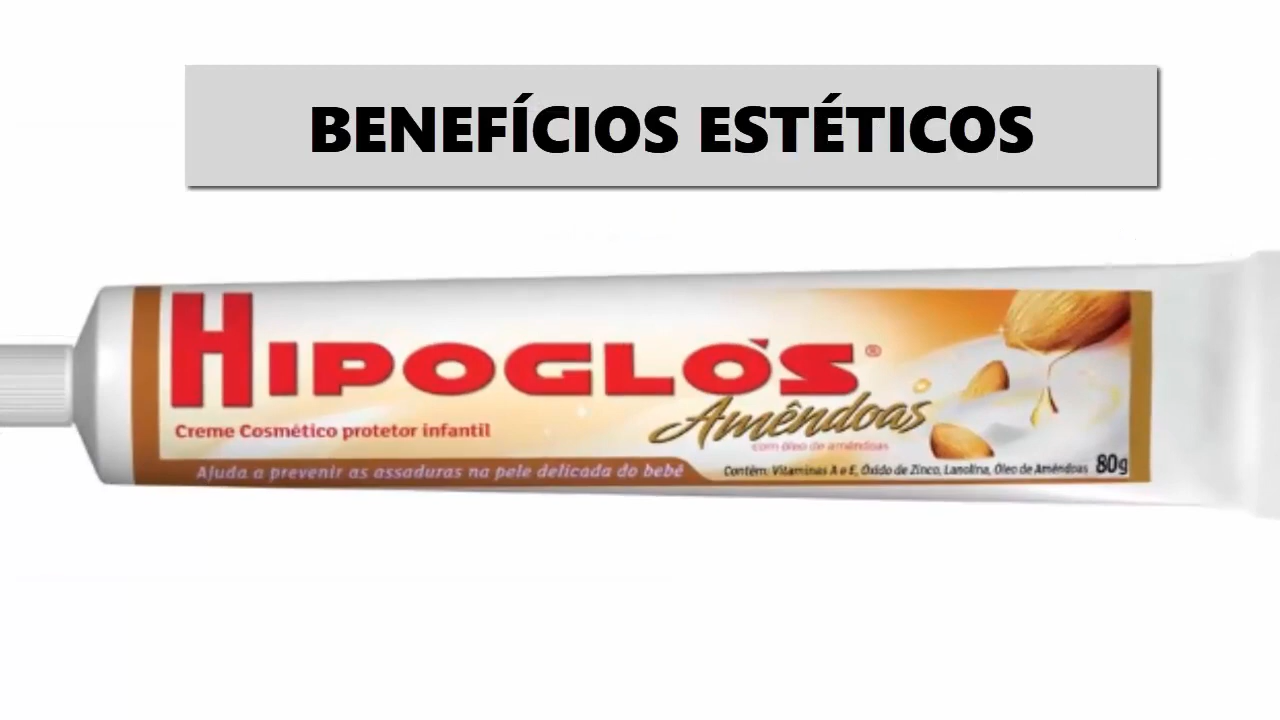 BENEFÍCIOS ESTÉTICOS
HIPOGLÓS®
Amêndoas
com óleo de amêndoas
Creme Cosmético protetor infantil
Ajuda a prevenir as assaduras na pele delicada do bebê
Contém: Vitaminas A e E, Óxido de Zinco, Lanolina, Óleo de Amêndoas 80g